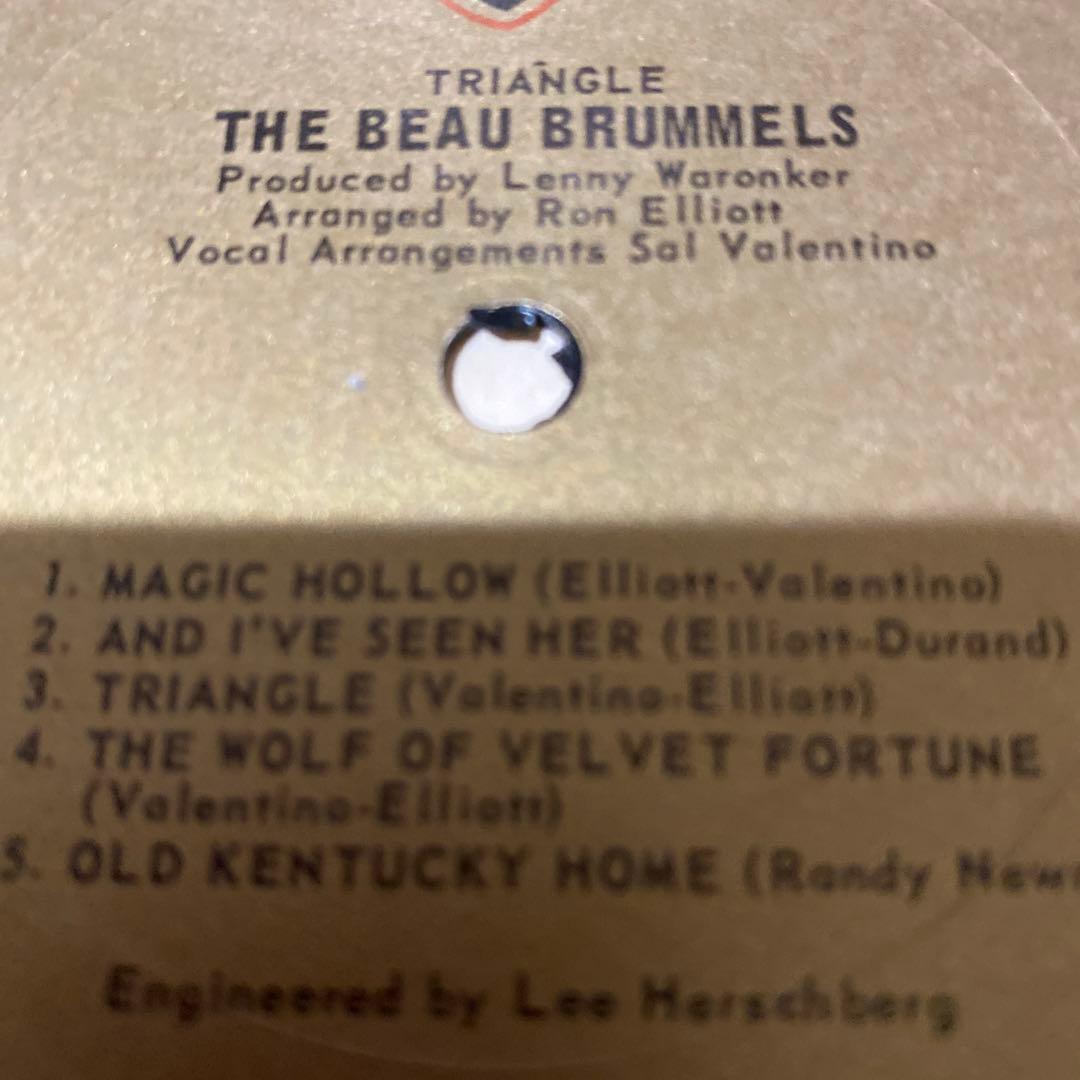 TRIANGLE
THE BEAU BRUMMELS
Produced by Lenny Waronker
Arranged by Ron Elliott
Vocal Arrangements Sal Valentino
1. MAGIC HOLLOW (Elliott-Valentino)
2. AND I'VE SEEN HER (Elliott-Durand)
3. TRIANGLE (Valentino-Elliott)
4. THE WOLF OF VELVET FORTUNE
(Valentino-Elliott)
5. OLD KENTUCKY HOME (Randy
Engineered by Lee Herschberg